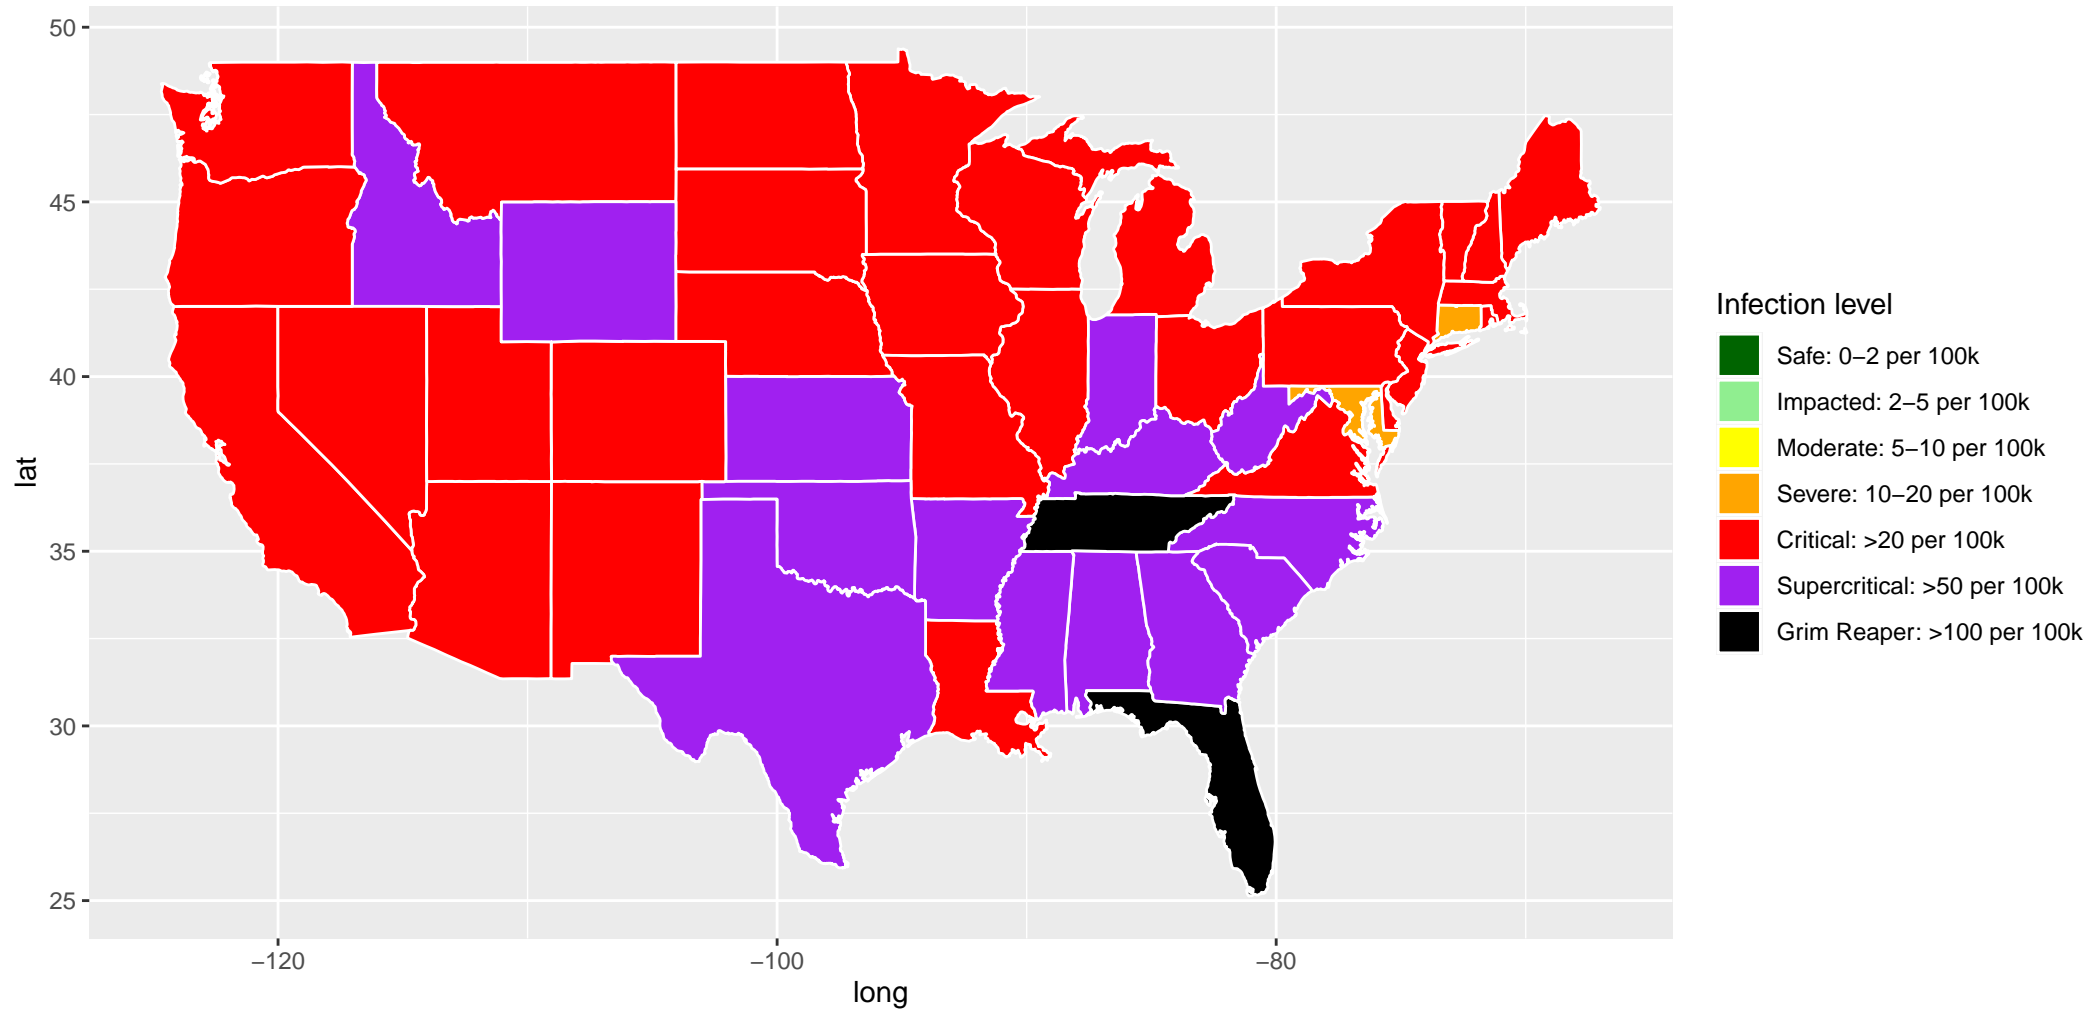 50
45
40
35
30
25
lat
−120
−100
−80
long
Infection level
Safe: 0−2 per 100k
Impacted: 2−5 per 100k
Moderate: 5−10 per 100k
Severe: 10−20 per 100k
Critical: >20 per 100k
Supercritical: >50 per 100k
Grim Reaper: >100 per 100k